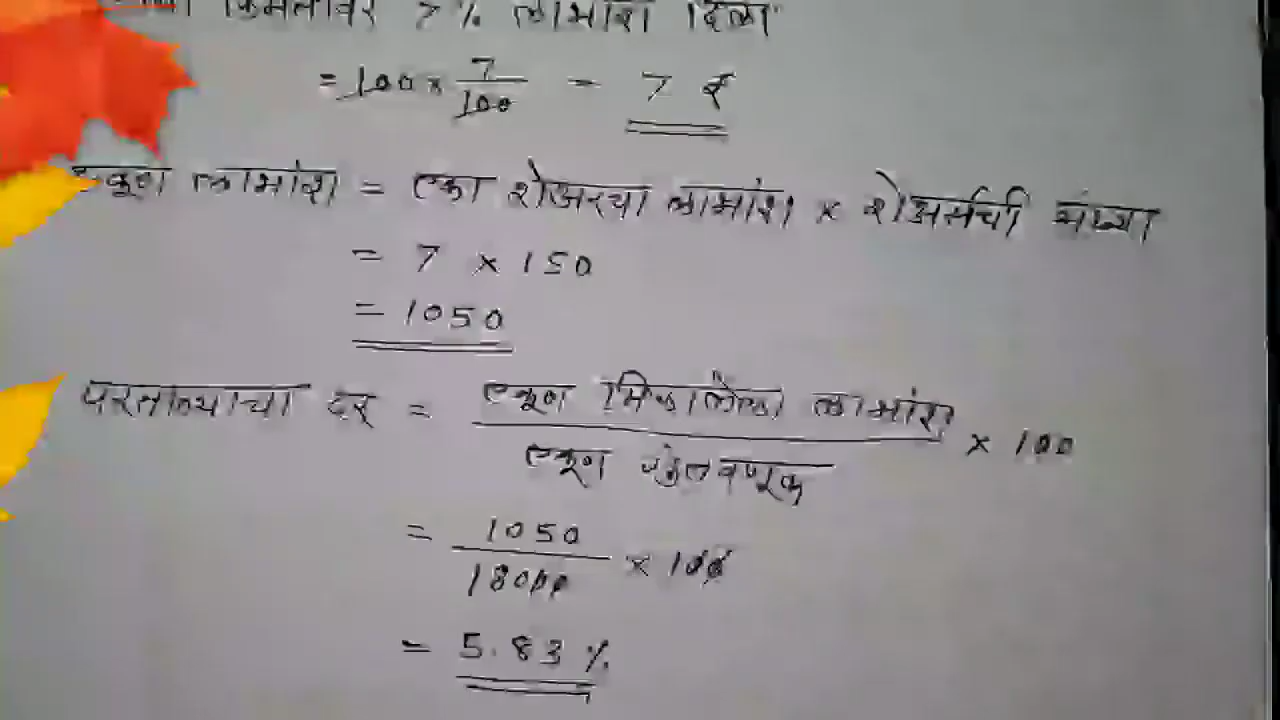 किंमतीवर 7 % लाभांश दिला
= 100 × 7/100 = 7 ₹
एकूण लाभांश = एका शेअरचा लाभांश × शेअर्सची संख्या
= 7 × 150
= 1050
परताव्याचा दर = एकूण मिळालेला लाभांश / एकूण गुंतवणूक × 100
= 1050 / 18000 × 100
= 5.83 %